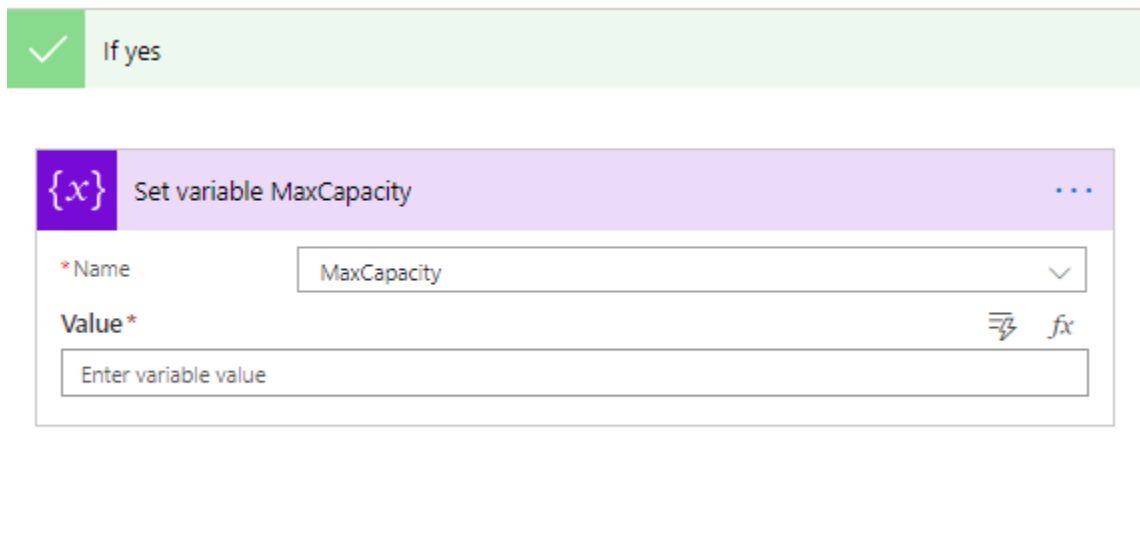 If yes
{x} Set variable MaxCapacity ...
*Name MaxCapacity
Value* fx
Enter variable value